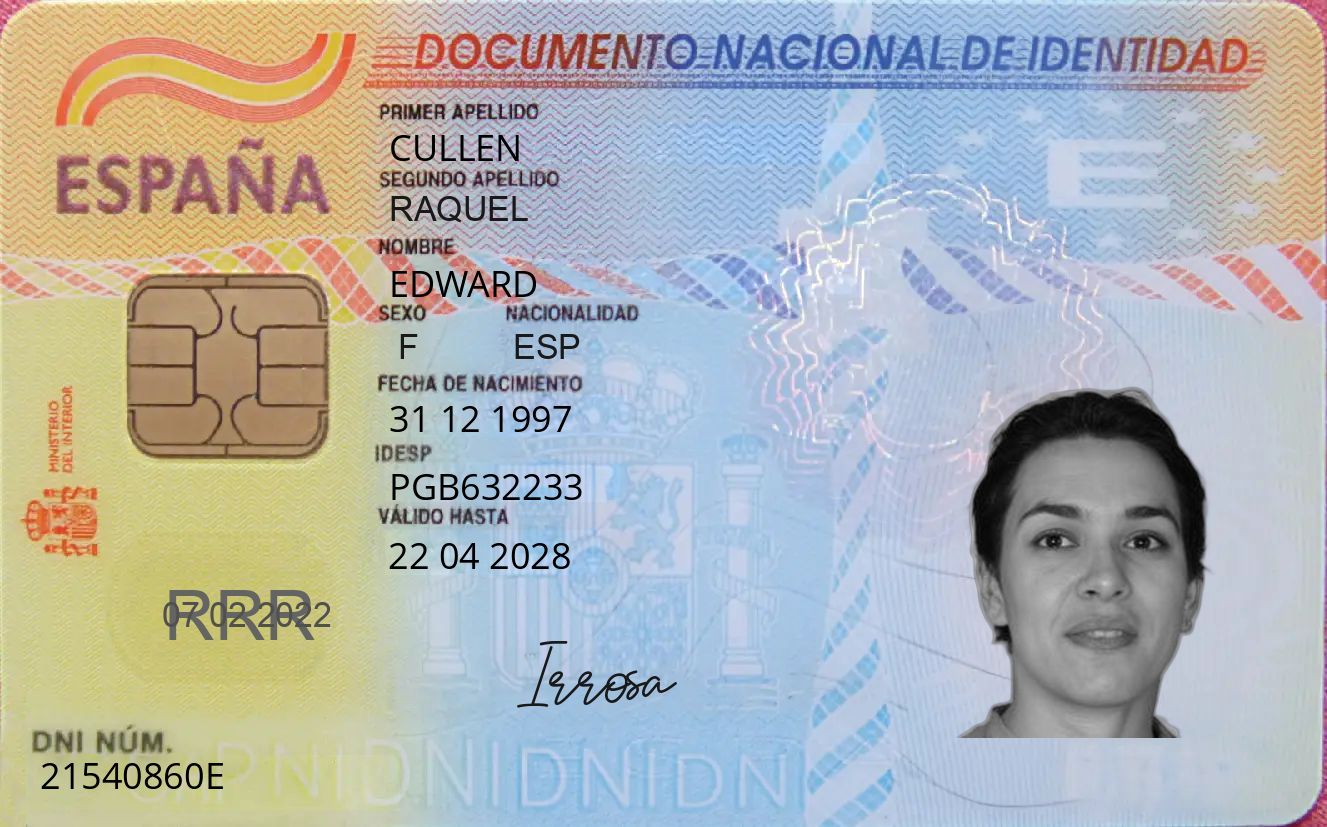 DOCUMENTO NACIONAL DE IDENTIDAD
ESPAÑA
PRIMER APELLIDO
CULLEN
SEGUNDO APELLIDO
RAQUEL
NOMBRE
EDWARD
SEXO NACIONALIDAD
F ESP
FECHA DE NACIMIENTO
31 12 1997
IDESP
PGB632233
VÁLIDO HASTA
22 04 2028
MINISTERIO
DEL INTERIOR
E
07 02 2022
RRR
Irrosa
DNI NÚM.
21540860E
DNIDNIDNIDNI